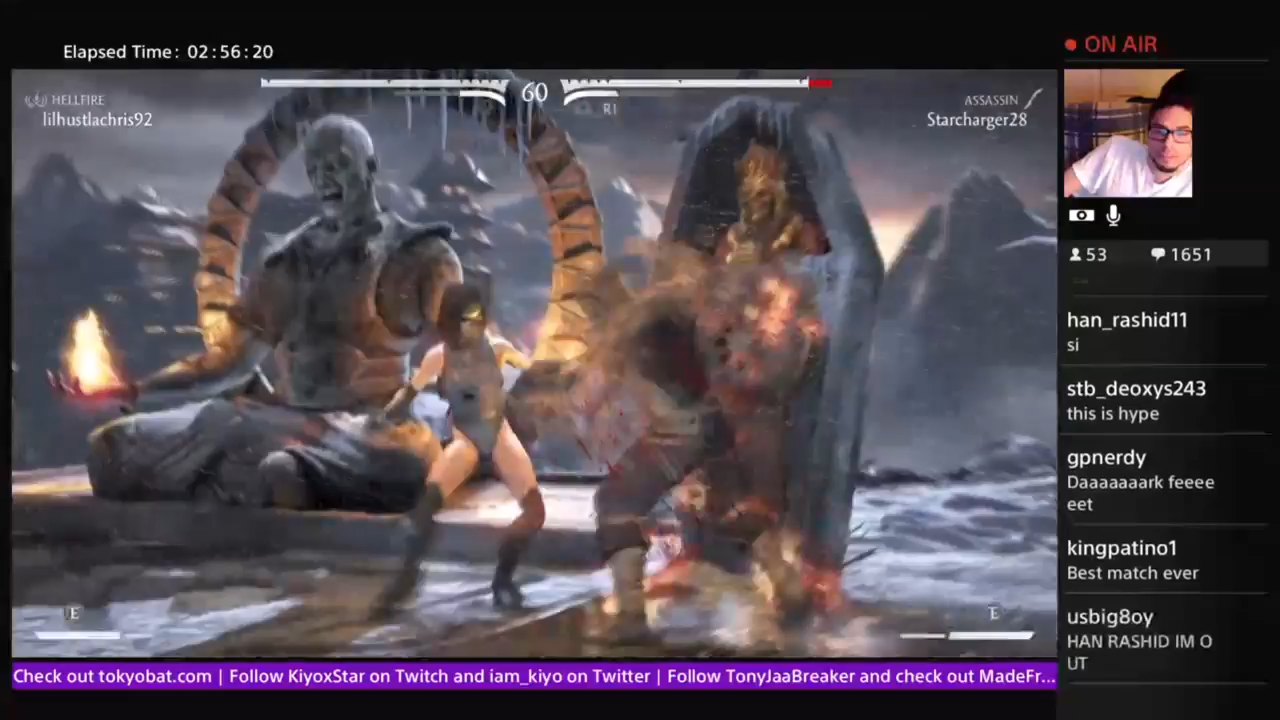 Elapsed Time: 02:56:20
ON AIR
HELLFIRE
lilhustlachris92
60
R1
ASSASSIN
Starcharger28
53
1651
han_rashid11
si
stb_deoxys243
this is hype
gpnerdy
Daaaaaaark feeee
eet
kingpatino1
Best match ever
usbig8oy
HAN RASHID IM O
UT
E
E
Check out tokyobat.com | Follow KiyoxStar on Twitch and iam_kiyo on Twitter | Follow TonyJaaBreaker and check out MadeFr...